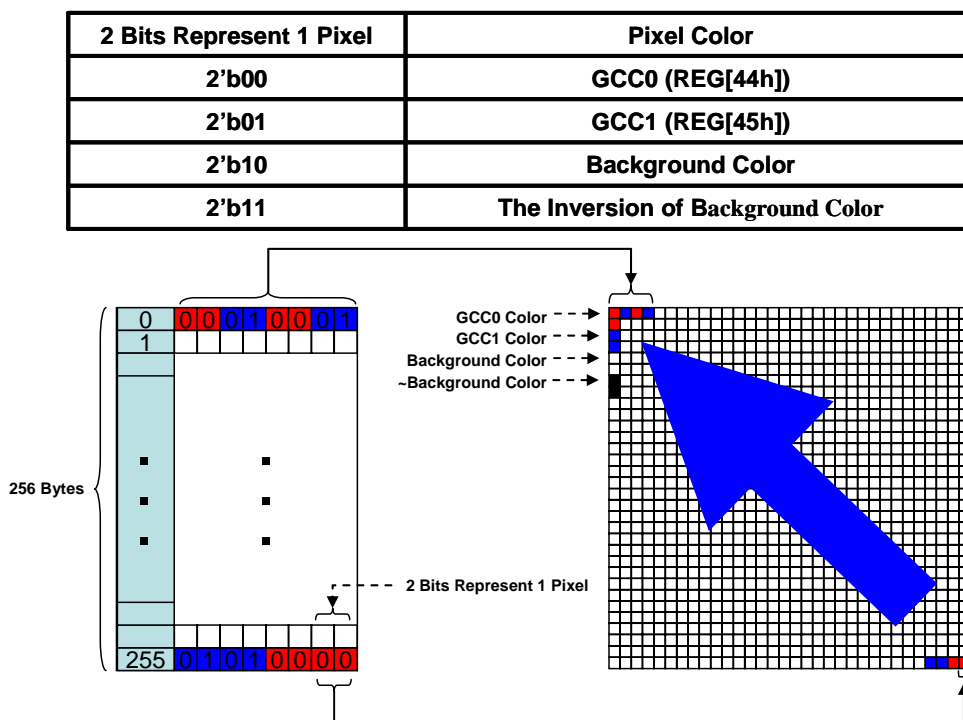 2 Bits Represent 1 Pixel Pixel Color
2'b00 GCC0 (REG[44h])
2'b01 GCC1 (REG[45h])
2'b10 Background Color
2'b11 The Inversion of Background Color
0 0 0 0 1 0 0 0 1
1
GCC0 Color
GCC1 Color
Background Color
~Background Color
256 Bytes
2 Bits Represent 1 Pixel
255 0 1 0 1 0 0 0 0